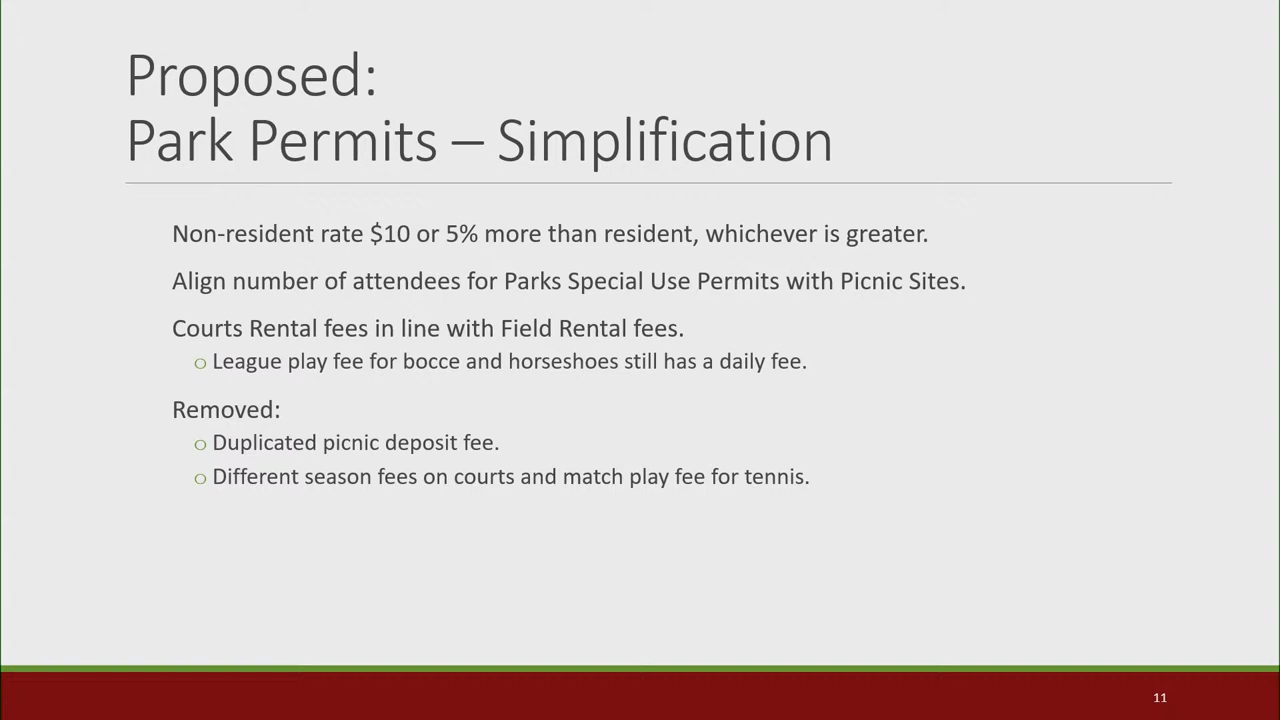 Proposed:
Park Permits – Simplification
Non-resident rate $10 or 5% more than resident, whichever is greater.
Align number of attendees for Parks Special Use Permits with Picnic Sites.
Courts Rental fees in line with Field Rental fees.
o League play fee for bocce and horseshoes still has a daily fee.
Removed:
o Duplicated picnic deposit fee.
o Different season fees on courts and match play fee for tennis.
11